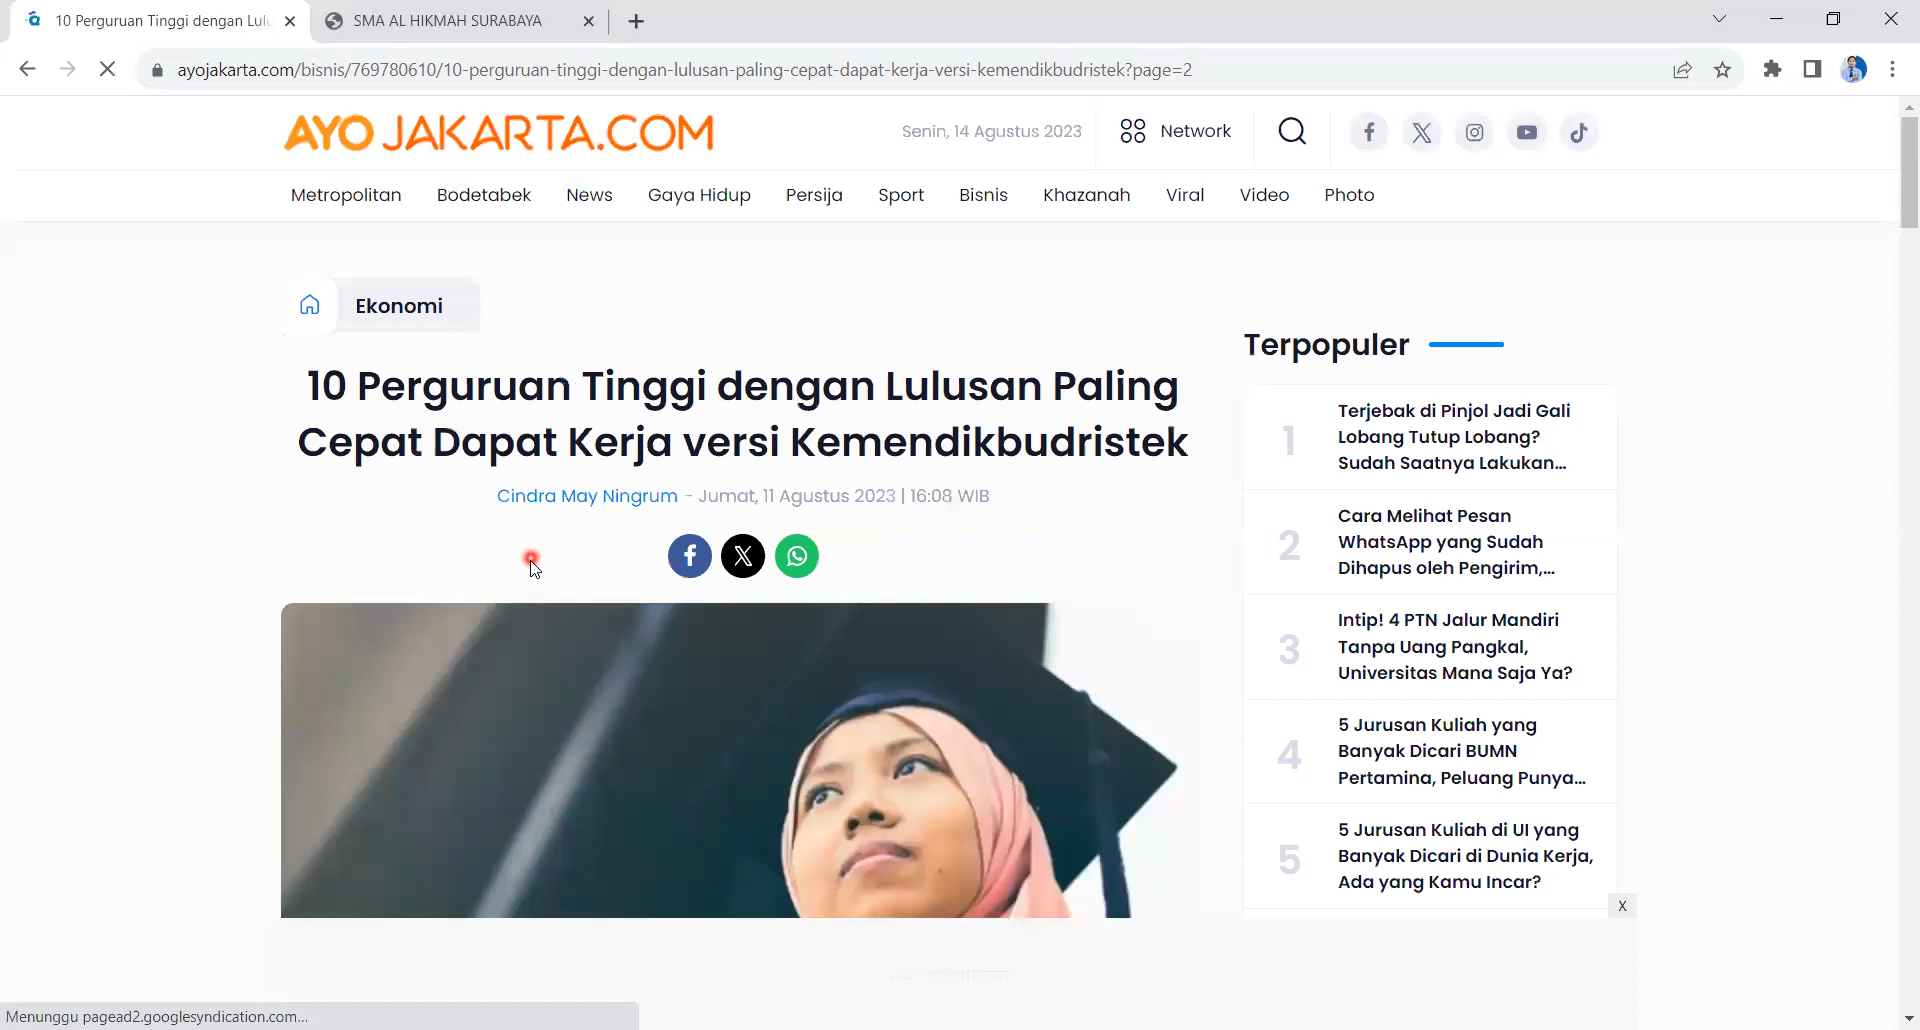 10 Perguruan Tinggi dengan Lul
SMA AL HIKMAH SURABAYA
ayojakarta.com/bisnis/769780610/10-perguruan-tinggi-dengan-lulusan-paling-cepat-dapat-kerja-versi-kemendikbudristek?page=2
AYO JAKARTA.COM
Senin, 14 Agustus 2023
Network
Metropolitan Bodetabek News Gaya Hidup Persija Sport Bisnis Khazanah Viral Video Photo
Ekonomi
10 Perguruan Tinggi dengan Lulusan Paling
Cepat Dapat Kerja versi Kemendikbudristek
Cindra May Ningrum - Jumat, 11 Agustus 2023 | 16:08 WIB
Terpopuler
1
Terjebak di Pinjol Jadi Gali
Lobang Tutup Lobang?
Sudah Saatnya Lakukan...
2
Cara Melihat Pesan
WhatsApp yang Sudah
Dihapus oleh Pengirim,...
3
Intip! 4 PTN Jalur Mandiri
Tanpa Uang Pangkal,
Universitas Mana Saja Ya?
4
5 Jurusan Kuliah yang
Banyak Dicari BUMN
Pertamina, Peluang Punya...
5
5 Jurusan Kuliah di UI yang
Banyak Dicari di Dunia Kerja,
Ada yang Kamu Incar?
X
Menunggu pagead2.googlesyndication.com...